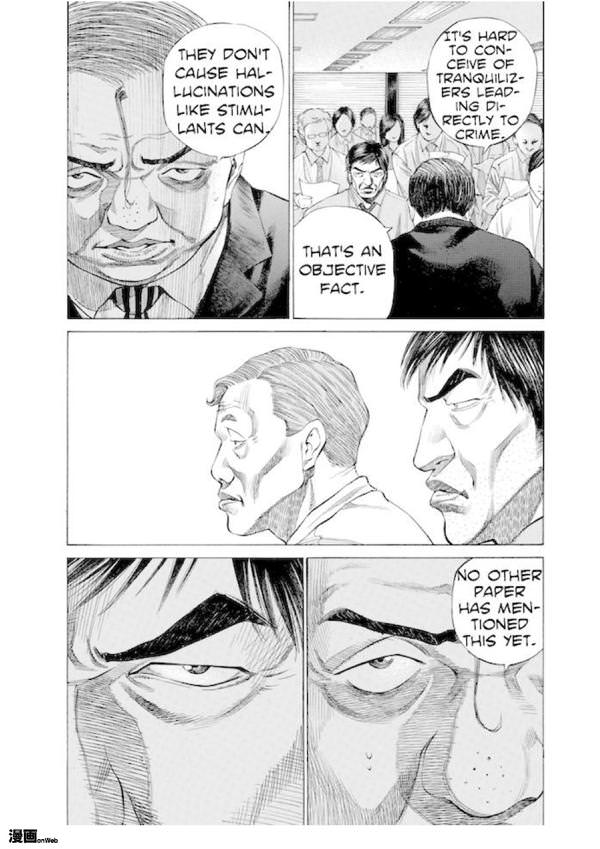 IT'S HARD
TO CON-
CEIVE OF
TRANQUILIZ-
ERS LEAD-
ING DI-
RECTLY TO
CRIME.
THAT'S AN
OBJECTIVE
FACT.
THEY DON'T
CAUSE HAL-
LUCINATIONS
LIKE STIMU-
LANTS CAN.
NO OTHER
PAPER
HAS MEN-
TIONED
THIS YET.
漫画onWeb